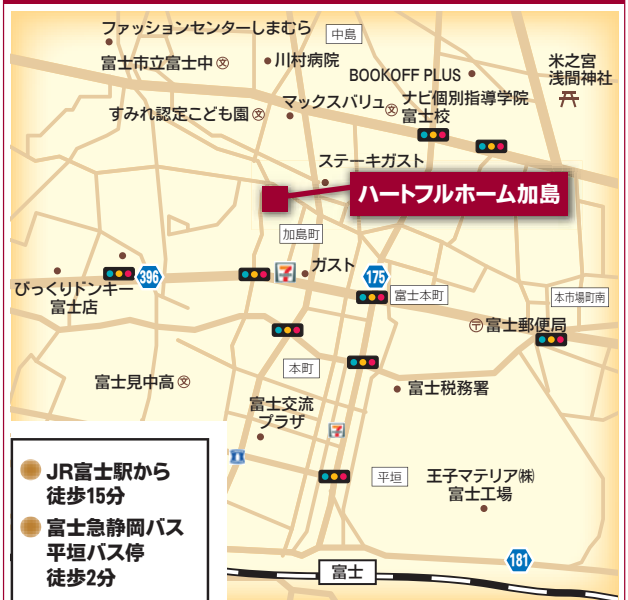 ファッションセンターしまむら
中島
富士市立富士中
川村病院
BOOKOFF PLUS
米之宮
浅間神社
すみれ認定こども園
マックスバリュ
ナビ個別指導学院
富士校
ステーキガスト
ハートフルホーム加島
加島町
ガスト
396
175
びっくりドンキー
富士店
富士本町
本市場町南
富士郵便局
本町
富士見中高
富士税務署
富士交流
プラザ
平垣
王子マテリア㈱
富士工場
JR富士駅から
徒歩15分
富士急静岡バス
平垣バス停
徒歩2分
富士
181